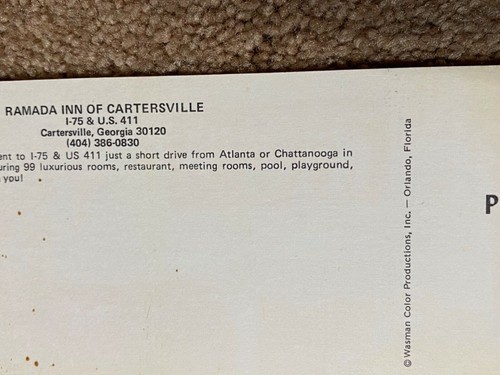 RAMADA INN OF CARTERSVILLE
I-75 & U.S. 411
Cartersville, Georgia 30120
(404) 386-0830
ent to I-75 & US 411 just a short drive from Atlanta or Chattanooga in
uring 99 luxurious rooms, restaurant, meeting rooms, pool, playground,
you!
© Wasman Color Productions, Inc. — Orlando, Florida
P